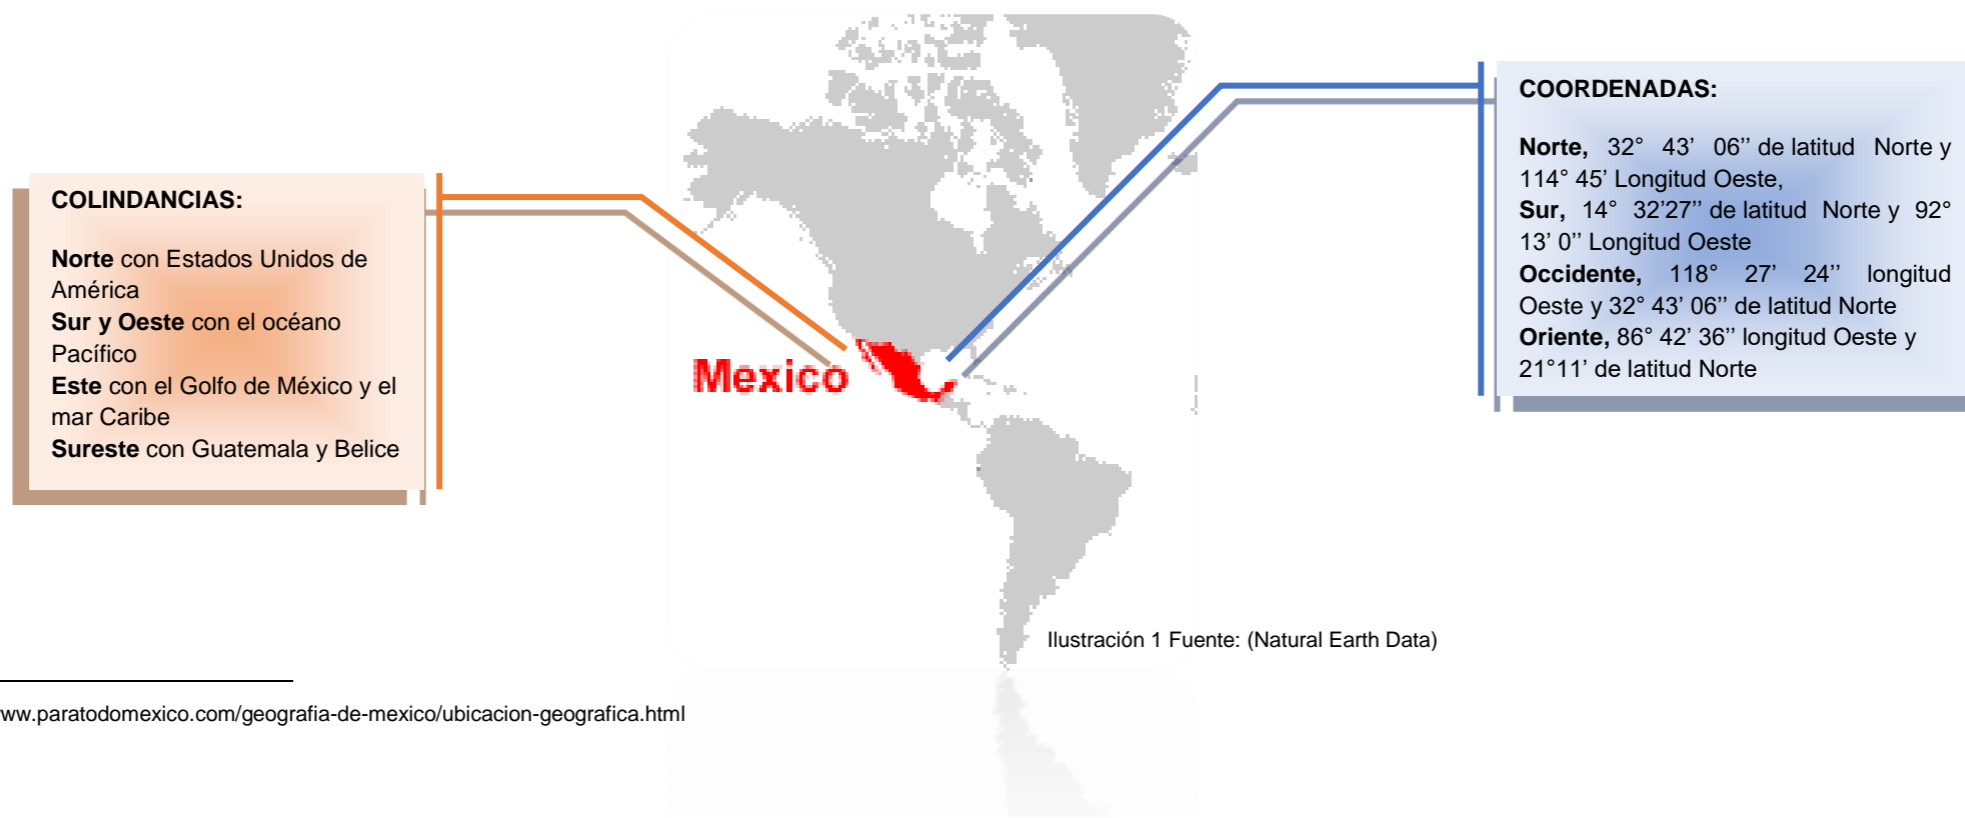 COLINDANCIAS:
Norte con Estados Unidos de
América
Sur y Oeste con el océano
Pacífico
Este con el Golfo de México y el
mar Caribe
Sureste con Guatemala y Belice
Mexico
COORDENADAS:
Norte, 32° 43’ 06’’ de latitud Norte y
114° 45’ Longitud Oeste,
Sur, 14° 32’27’’ de latitud Norte y 92°
13’ 0’’ Longitud Oeste
Occidente, 118° 27’ 24’’ longitud
Oeste y 32° 43’ 06’’ de latitud Norte
Oriente, 86° 42’ 36’’ longitud Oeste y
21°11’ de latitud Norte
Ilustración 1 Fuente: (Natural Earth Data)
ww.paratodomexico.com/geografia-de-mexico/ubicacion-geografica.html